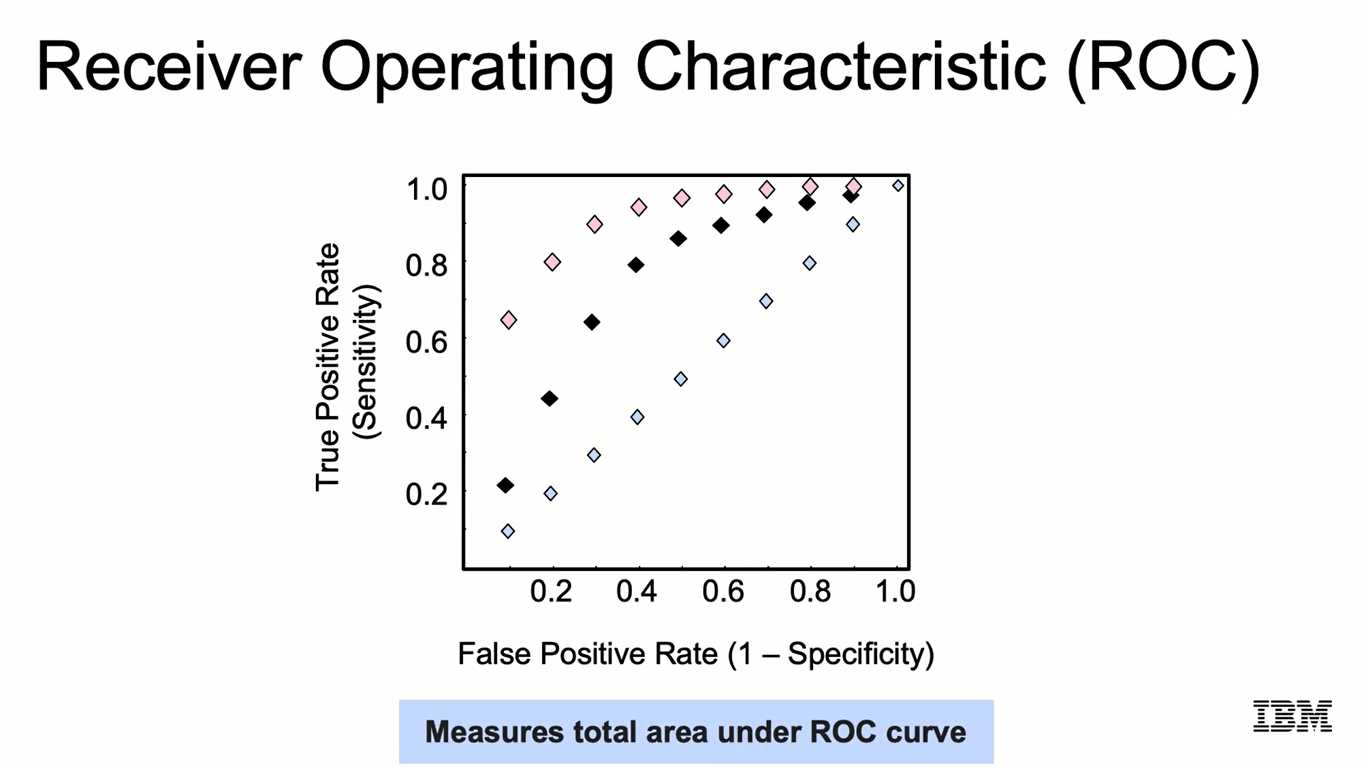 Receiver Operating Characteristic (ROC)
True Positive Rate
(Sensitivity)
1.0
0.8
0.6
0.4
0.2
0.2 0.4 0.6 0.8 1.0
False Positive Rate (1 – Specificity)
Measures total area under ROC curve
IBM